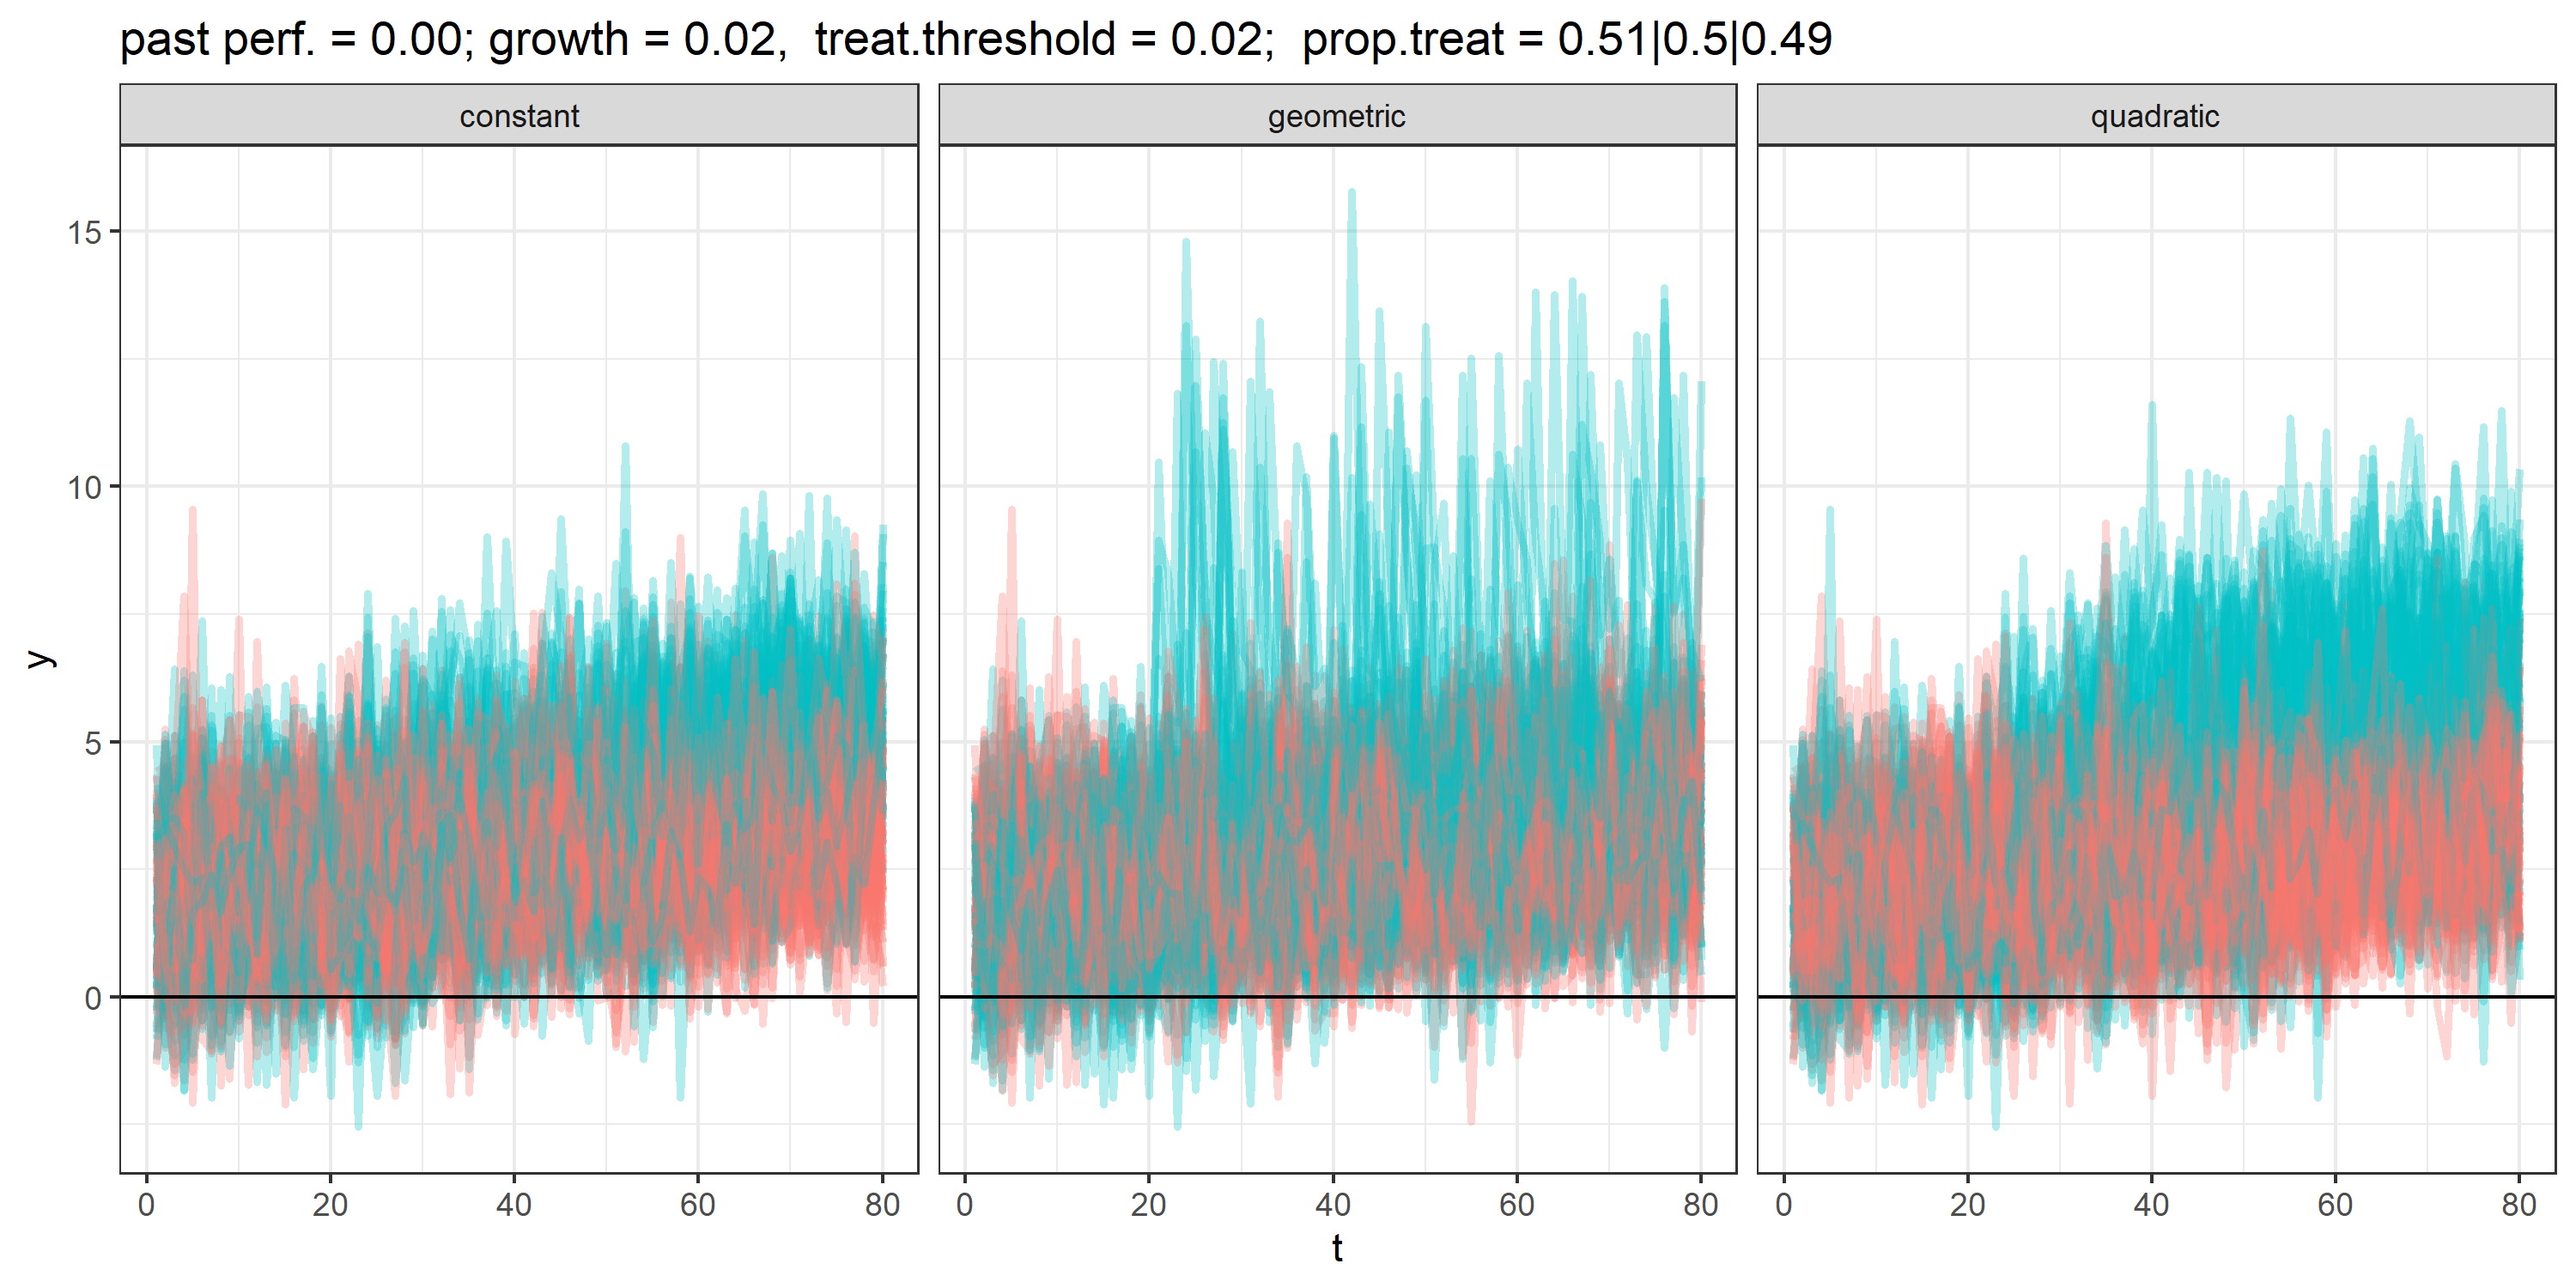 past perf. = 0.00; growth = 0.02,  treat.threshold = 0.02;  prop.treat = 0.51|0.5|0.49
constant
geometric
quadratic
15
10
5
0
y
0 20 40 60 80
0 20 40 60 80
0 20 40 60 80
t